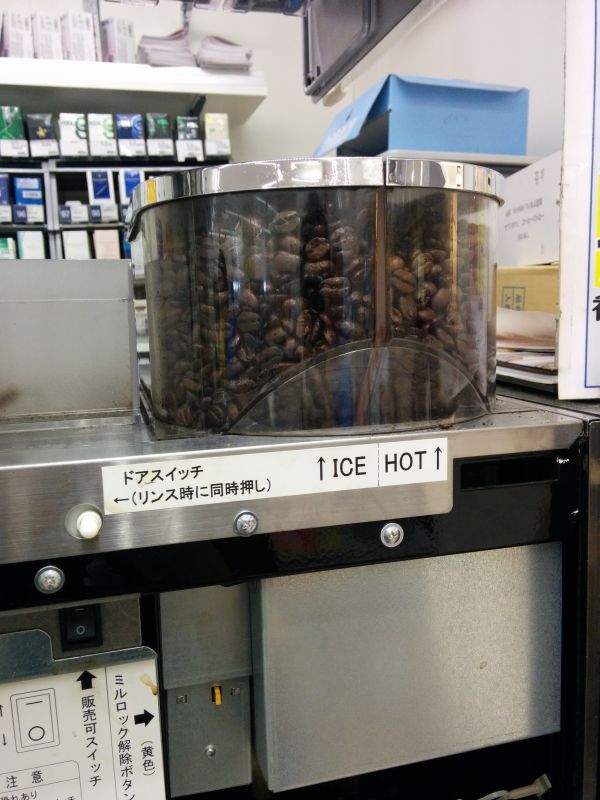 ドアスイッチ
←(リンス時に同時押し)
↑ICE HOT↑
販売可スイッチ
ミルロック解除ボタン
(黄色)
注意